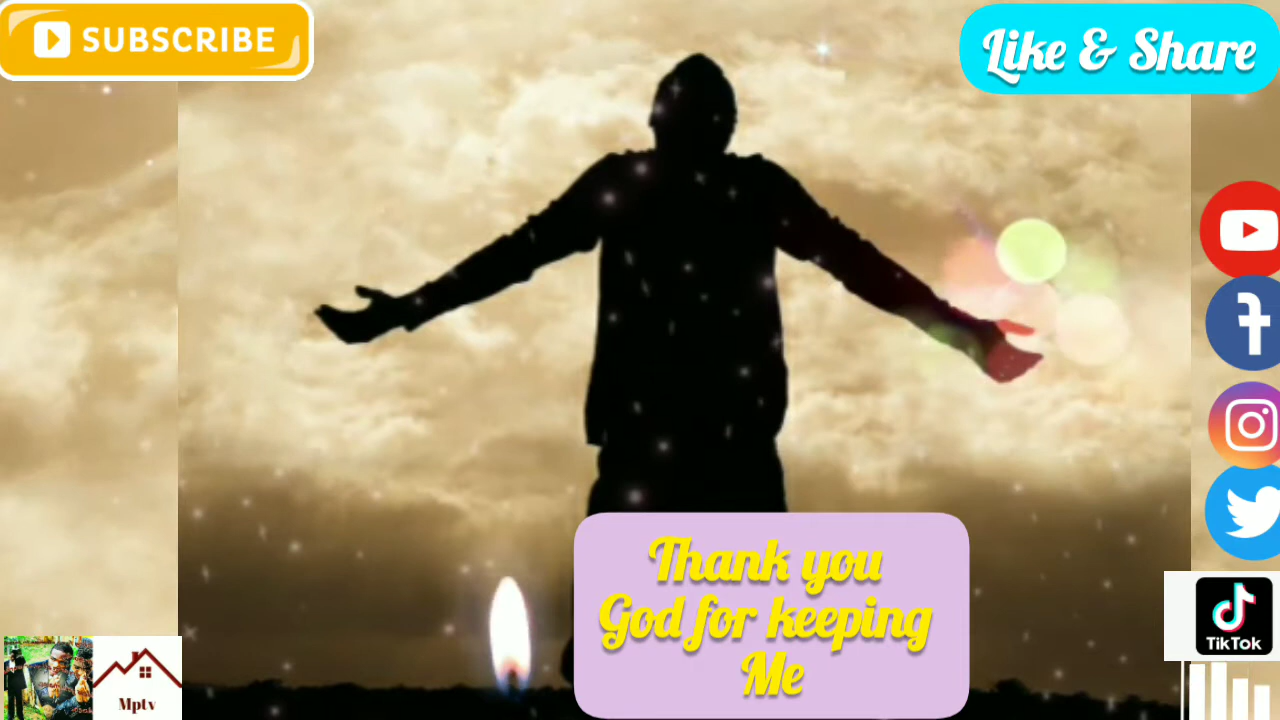 SUBSCRIBE
Like & Share
Thank you
God for keeping
Me
TikTok
Mptv